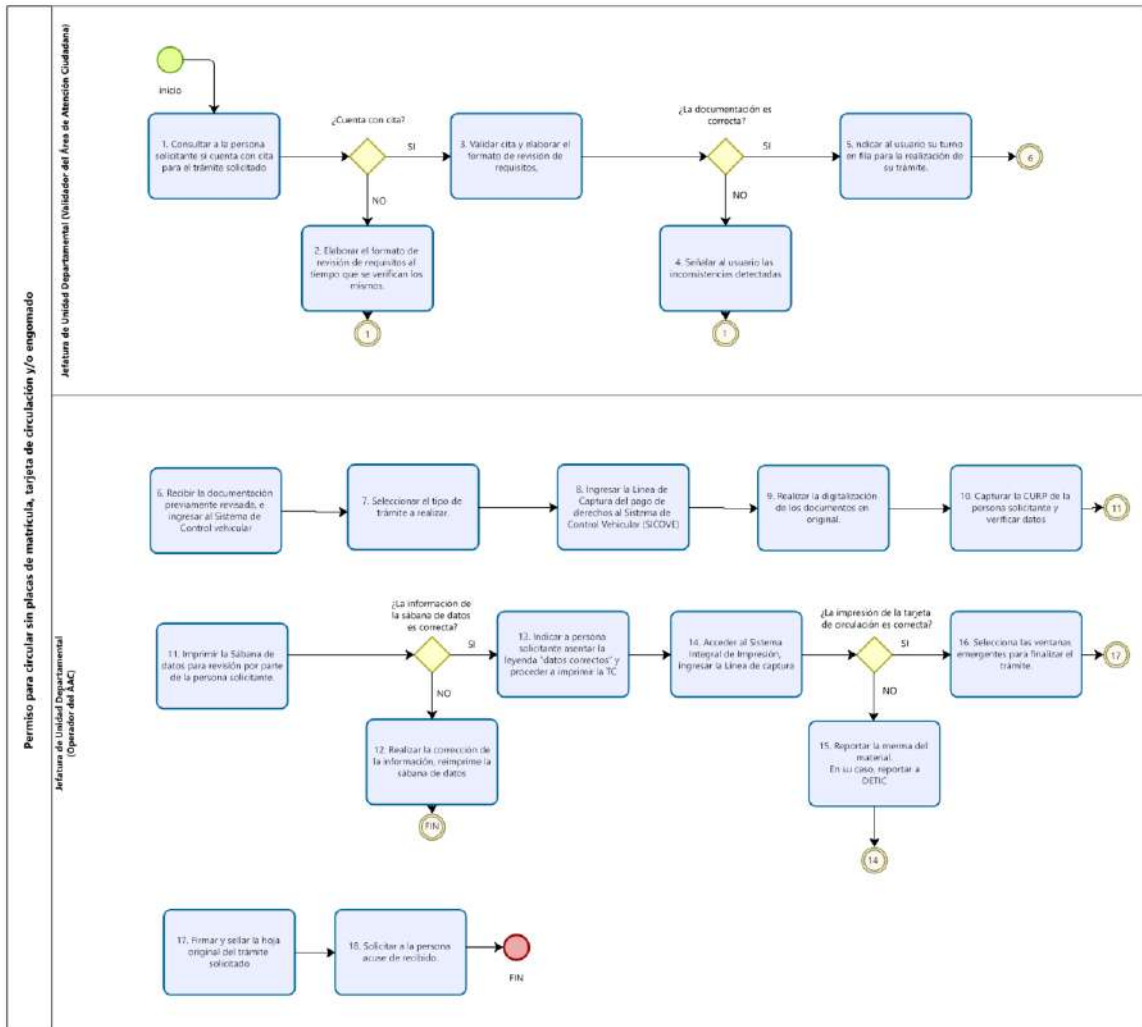 Permiso para circular sin placas de matrícula, tarjeta de circulación y/o engomado
Jefatura de Unidad Departamental (Validador del Área de Atención Ciudadana)
inicio
1. Consultar a la persona
solicitante si cuenta con cita
para el trámite solicitado
¿Cuenta con cita?
SI
NO
2. Elaborar el formato de
revisión de requisitos al
tiempo que se verifican los
mismos.
1
3. Validar cita y elaborar el
formato de revisión de
requisitos,
¿La documentación es
correcta?
SI
NO
4. Señalar al usuario las
inconsistencias detectadas
1
5. ndicar al usuario su turno
en fila para la realización de
su trámite.
6
Jefatura de Unidad Departamental
(Operador del AAC)
6. Recibir la documentación
previamente revisada, e
ingresar al Sistema de
Control vehicular
7. Seleccionar el tipo de
trámite a realizar.
8. Ingresar la Línea de
Captura del pago de
derechos al Sistema de
Control Vehicular (SICOVE)
9. Realizar la digitalización
de los documentos en
original.
10. Capturar la CURP de la
persona solicitante y
verificar datos
11
11. Imprimir la Sábana de
datos para revisión por parte
de la persona solicitante.
¿La información de
la sábana de datos
es correcta?
SI
NO
12. Realizar la corrección de
la información, reimprime la
sábana de datos
FIN
13. Indicar a persona
solicitante asentar la
leyenda "datos correctos" y
proceder a imprimir la TC
14. Acceder al Sistema
Integral de Impresión,
ingresar la Línea de captura
¿La impresión de la tarjeta
de circulación es correcta?
SI
NO
15. Reportar la merma del
material.
En su caso, reportar a
DETIC
14
16. Selecciona las ventanas
emergentes para finalizar el
trámite.
17
17. Firmar y sellar la hoja
original del trámite
solicitado
18. Solicitar a la persona
acuse de recibido.
FIN